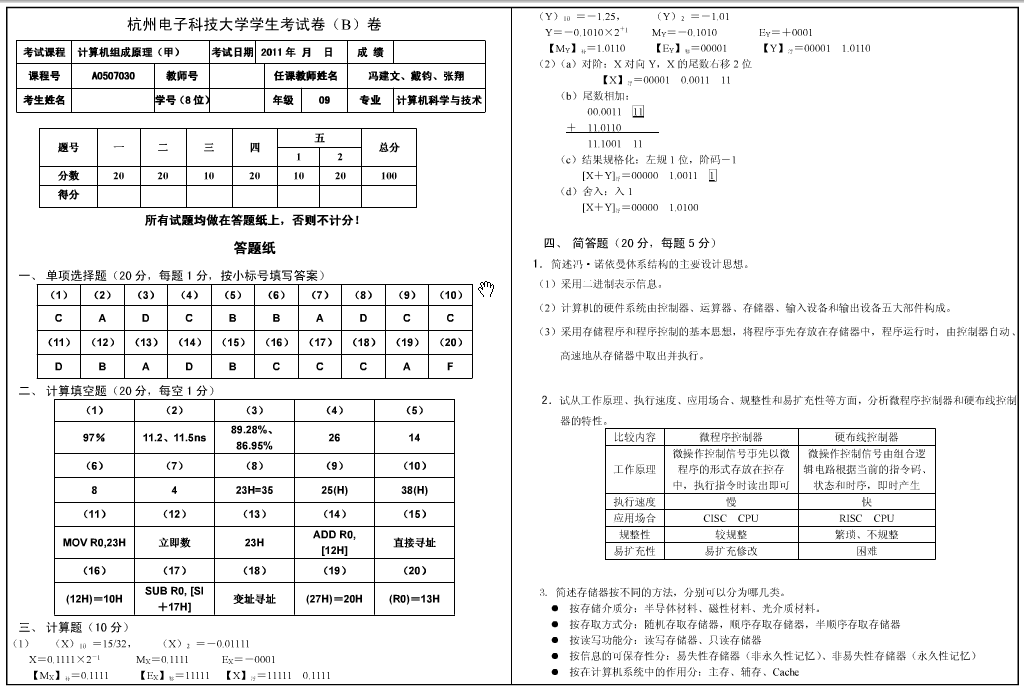 杭州电子科技大学学生考试卷（B）卷
考试课程 计算机组成原理（甲） 考试日期 2011 年 月 日 成 绩
课程号 A0507030 教师号 任课教师姓名 冯建文、戴钧、张翔
考生姓名 学号（8 位） 年级 09 专业 计算机科学与技术
题号 一 二 三 四 五 总分
1 2
分数 20 20 10 20 10 20 100
得分
所有试题均做在答题纸上，否则不计分！
答题纸
一、 单项选择题（20 分，每题 1 分，按小标号填写答案）
（1） （2） （3） （4） （5） （6） （7） （8） （9） （10）
C A D C B B A D C C
（11） （12） （13） （14） （15） （16） （17） （18） （19） （20）
D B A D B C C C A F
二、 计算填空题（20 分，每空 1 分）
（1） （2） （3） （4） （5）
97% 11.2、11.5ns 89.28%、 26 14
86.95%
（6） （7） （8） （9） （10）
8 4 23H=35 25(H) 38(H)
（11） （12） （13） （14） （15）
MOV R0,23H 立即数 23H ADD R0, 直接寻址
[12H]
（16） （17） （18） （19） （20）
(12H)＝10H SUB R0, [SI 变址寻址 (27H)＝20H (R0)＝13H
＋17H]
三、 计算题（10 分）
（1） （X）10 ＝15/32， （X）2 ＝－0.01111
X＝0.1111×2－1 MX＝0.1111 EX＝－0001
【MX】补＝0.1111 【EX】补＝11111 【X】浮＝11111 0.1111
（Y）10 ＝－1.25， （Y）2 ＝－1.01
Y＝－0.1010×2＋1 MY＝－0.1010 EY＝＋0001
【MY】补＝1.0110 【EY】补＝00001 【Y】浮＝00001 1.0110
（2）（a）对阶：X 对向 Y，X 的尾数右移 2 位
【X】浮＝00001 0.0011 11
（b）尾数相加：
00.0011 11
＋ 11.0110
11.1001 11
（c）结果规格化：左规 1 位，阶码－1
[X＋Y]浮＝00000 1.0011 1
（d）舍入：入 1
[X＋Y]浮＝00000 1.0100
四、 简答题（20 分，每题 5 分）
1．简述冯·诺依曼体系结构的主要设计思想。
（1）采用二进制表示信息。
（2）计算机的硬件系统由控制器、运算器、存储器、输入设备和输出设备五大部件构成。
（3）采用存储程序和程序控制的基本思想，将程序事先存放在存储器中，程序运行时，由控制器自动、
高速地从存储器中取出并执行。
2．试从工作原理、执行速度、应用场合、规整性和易扩充性等方面，分析微程序控制器和硬布线控制
器的特性。
比较内容 微程序控制器 硬布线控制器
工作原理 微操作控制信号事先以微 微操作控制信号由组合逻
程序的形式存放在控存 辑电路根据当前的指令码、
中，执行指令时读出即可 状态和时序，即时产生
执行速度 慢 快
应用场合 CISC CPU RISC CPU
规整性 较规整 繁琐、不规整
易扩充性 易扩充修改 困难
3. 简述存储器按不同的方法，分别可以分为哪几类。
● 按存储介质分：半导体材料、磁性材料、光介质材料。
● 按存取方式分：随机存取存储器，顺序存取存储器，半顺序存取存储器
● 按读写功能分：读写存储器、只读存储器
● 按信息的可保存性分：易失性存储器（非永久性记忆）、非易失性存储器（永久性记忆）
● 按在计算机系统中的作用分：主存、辅存、Cache